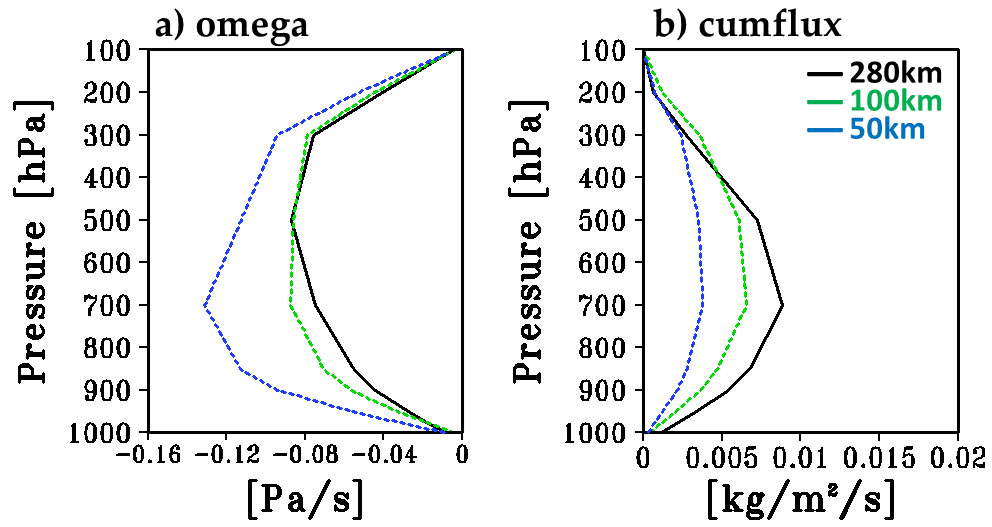 a) omega
b) cumflux
Pressure [hPa]
100
200
300
400
500
600
700
800
900
1000
-0.16 -0.12 -0.08 -0.04 0
[Pa/s]
Pressure [hPa]
100
200
300
400
500
600
700
800
900
1000
280km
100km
50km
0 0.005 0.01 0.015 0.02
[kg/m²/s]